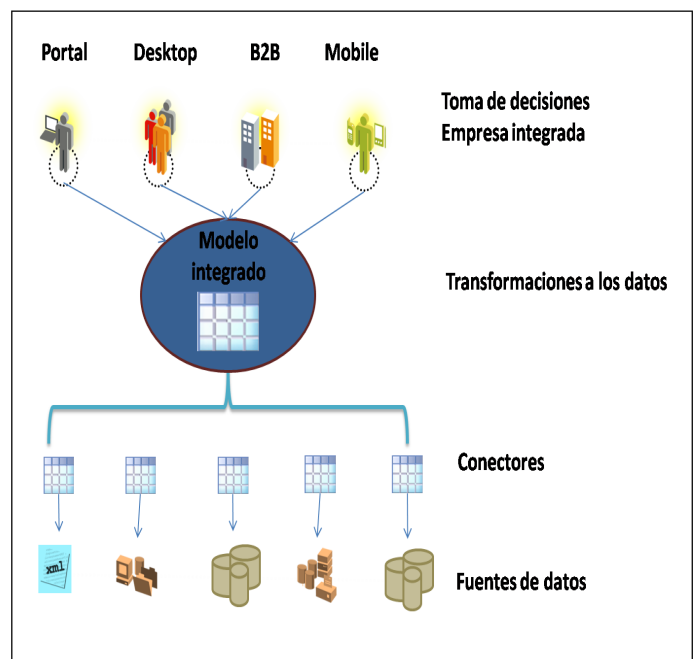 Portal Desktop B2B Mobile
Toma de decisiones
Empresa integrada
Modelo
integrado
Transformaciones a los datos
Conectores
xml
Fuentes de datos